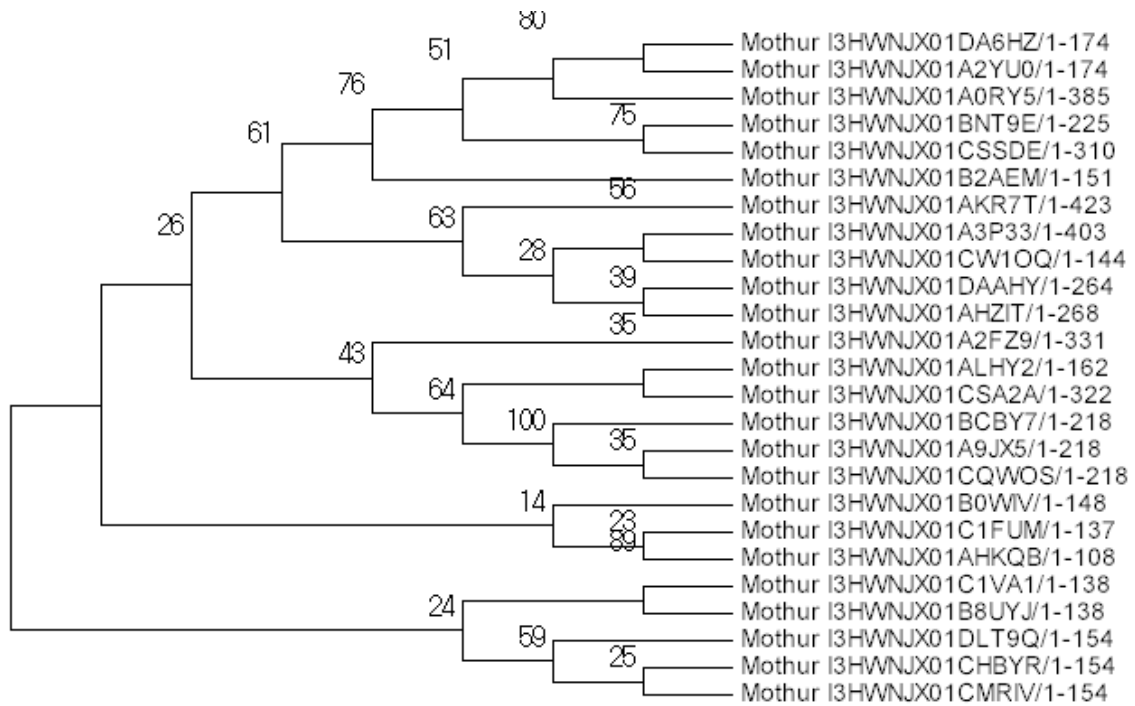 80
Mothur I3HWNJX01DA6HZ/1-174
51
Mothur I3HWNJX01A2YU0/1-174
76
Mothur I3HWNJX01A0RY5/1-385
75
Mothur I3HWNJX01BNT9E/1-225
61
Mothur I3HWNJX01CSSDE/1-310
Mothur I3HWNJX01B2AEM/1-151
56
Mothur I3HWNJX01AKR7T/1-423
26
63
Mothur I3HWNJX01A3P33/1-403
28
Mothur I3HWNJX01CW1OQ/1-144
39
Mothur I3HWNJX01DAAHY/1-264
Mothur I3HWNJX01AHZIT/1-268
35
Mothur I3HWNJX01A2FZ9/1-331
43
Mothur I3HWNJX01ALHY2/1-162
64
Mothur I3HWNJX01CSA2A/1-322
100
Mothur I3HWNJX01BCBY7/1-218
35
Mothur I3HWNJX01A9JX5/1-218
Mothur I3HWNJX01CQWOS/1-218
14
Mothur I3HWNJX01B0WIV/1-148
23
Mothur I3HWNJX01C1FUM/1-137
89
Mothur I3HWNJX01AHKQB/1-108
Mothur I3HWNJX01C1VA1/1-138
24
Mothur I3HWNJX01B8UYJ/1-138
59
Mothur I3HWNJX01DLT9Q/1-154
25
Mothur I3HWNJX01CHBYR/1-154
Mothur I3HWNJX01CMRIV/1-154